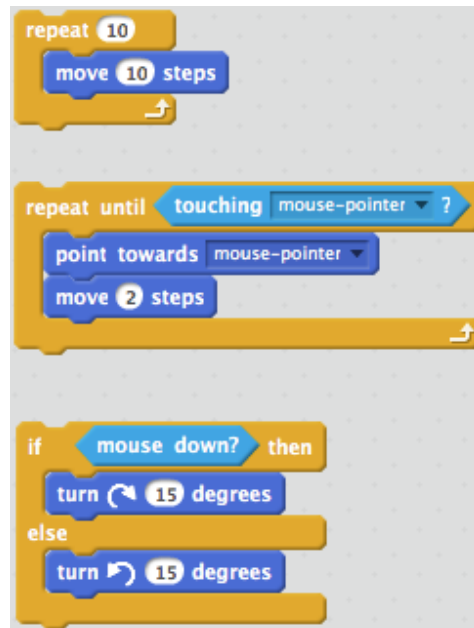 repeat 10
move 10 steps
repeat until touching mouse-pointer ?
point towards mouse-pointer
move 2 steps
if mouse down? then
turn 15 degrees
else
turn 15 degrees